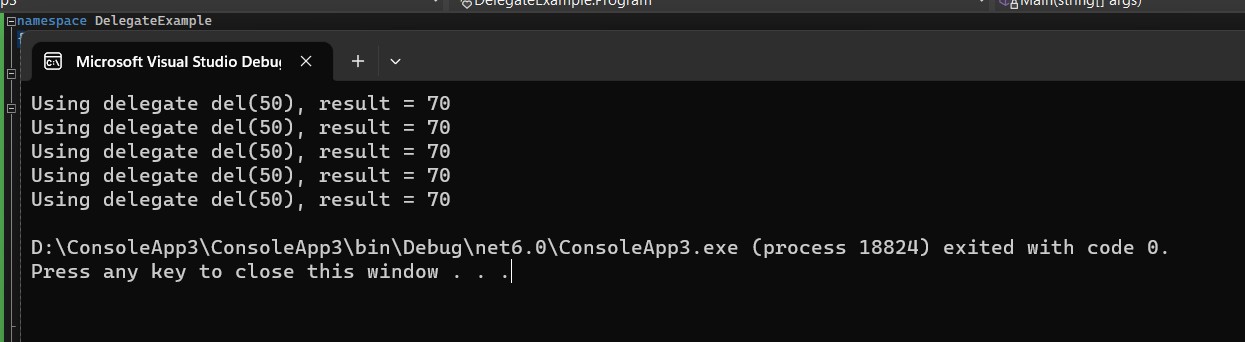 p3 DelegateExample.Program Main(string[] args)
namespace DelegateExample
Microsoft Visual Studio Debu
Using delegate del(50), result = 70
Using delegate del(50), result = 70
Using delegate del(50), result = 70
Using delegate del(50), result = 70
Using delegate del(50), result = 70
D:\ConsoleApp3\ConsoleApp3\bin\Debug\net6.0\ConsoleApp3.exe (process 18824) exited with code 0.
Press any key to close this window . . .